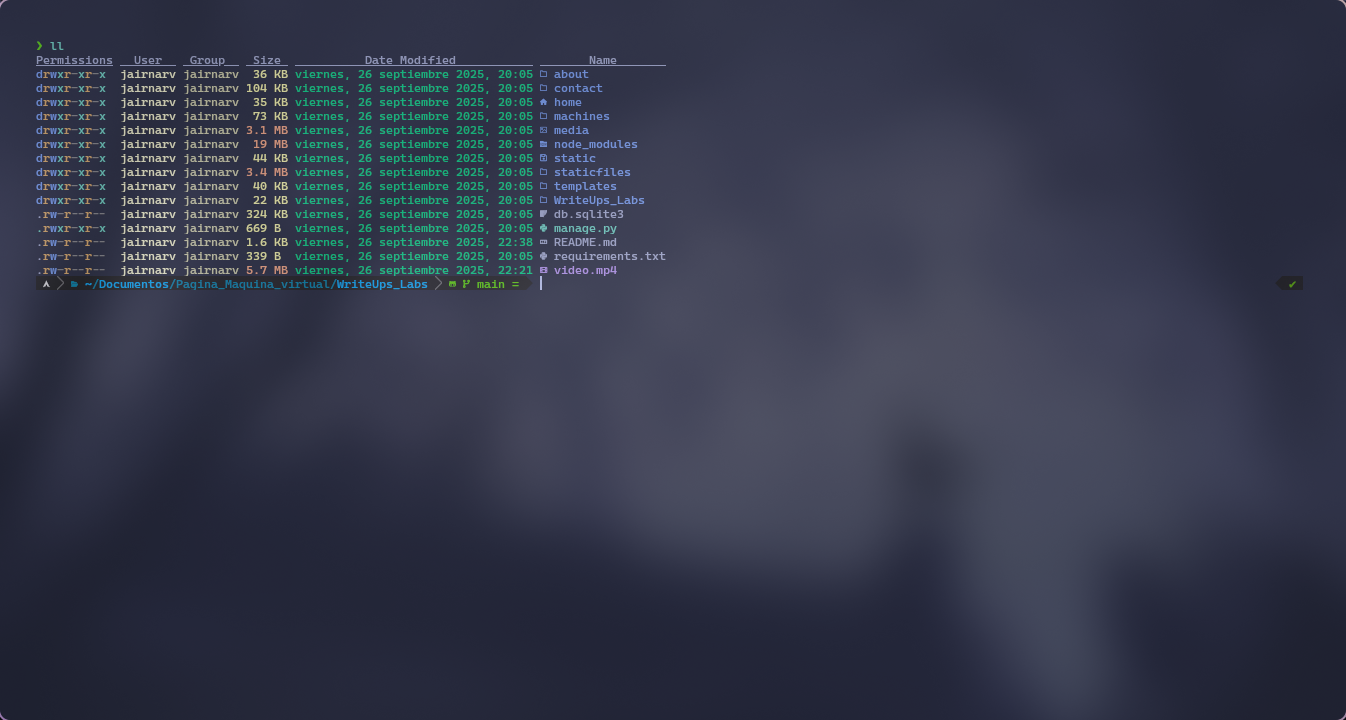 ❯ ll
Permissions User Group Size Date Modified Name
drwxr-xr-x jairnarv jairnarv 36 KB viernes, 26 septiembre 2025, 20:05 about
drwxr-xr-x jairnarv jairnarv 104 KB viernes, 26 septiembre 2025, 20:05 contact
drwxr-xr-x jairnarv jairnarv 35 KB viernes, 26 septiembre 2025, 20:05 home
drwxr-xr-x jairnarv jairnarv 73 KB viernes, 26 septiembre 2025, 20:05 machines
drwxr-xr-x jairnarv jairnarv 3.1 MB viernes, 26 septiembre 2025, 20:05 media
drwxr-xr-x jairnarv jairnarv 19 MB viernes, 26 septiembre 2025, 20:05 node_modules
drwxr-xr-x jairnarv jairnarv 44 KB viernes, 26 septiembre 2025, 20:05 static
drwxr-xr-x jairnarv jairnarv 3.4 MB viernes, 26 septiembre 2025, 20:05 staticfiles
drwxr-xr-x jairnarv jairnarv 40 KB viernes, 26 septiembre 2025, 20:05 templates
drwxr-xr-x jairnarv jairnarv 22 KB viernes, 26 septiembre 2025, 20:05 WriteUps_Labs
.rw-r--r-- jairnarv jairnarv 324 KB viernes, 26 septiembre 2025, 20:05 db.sqlite3
.rwxr-xr-x jairnarv jairnarv 669 B viernes, 26 septiembre 2025, 20:05 manage.py
.rw-r--r-- jairnarv jairnarv 1.6 KB viernes, 26 septiembre 2025, 22:38 README.md
.rw-r--r-- jairnarv jairnarv 339 B viernes, 26 septiembre 2025, 20:05 requirements.txt
.rw-r--r-- jairnarv jairnarv 5.7 MB viernes, 26 septiembre 2025, 22:21 video.mp4
~/Documentos/Pagina_Maquina_virtual/WriteUps_Labs main = ✔